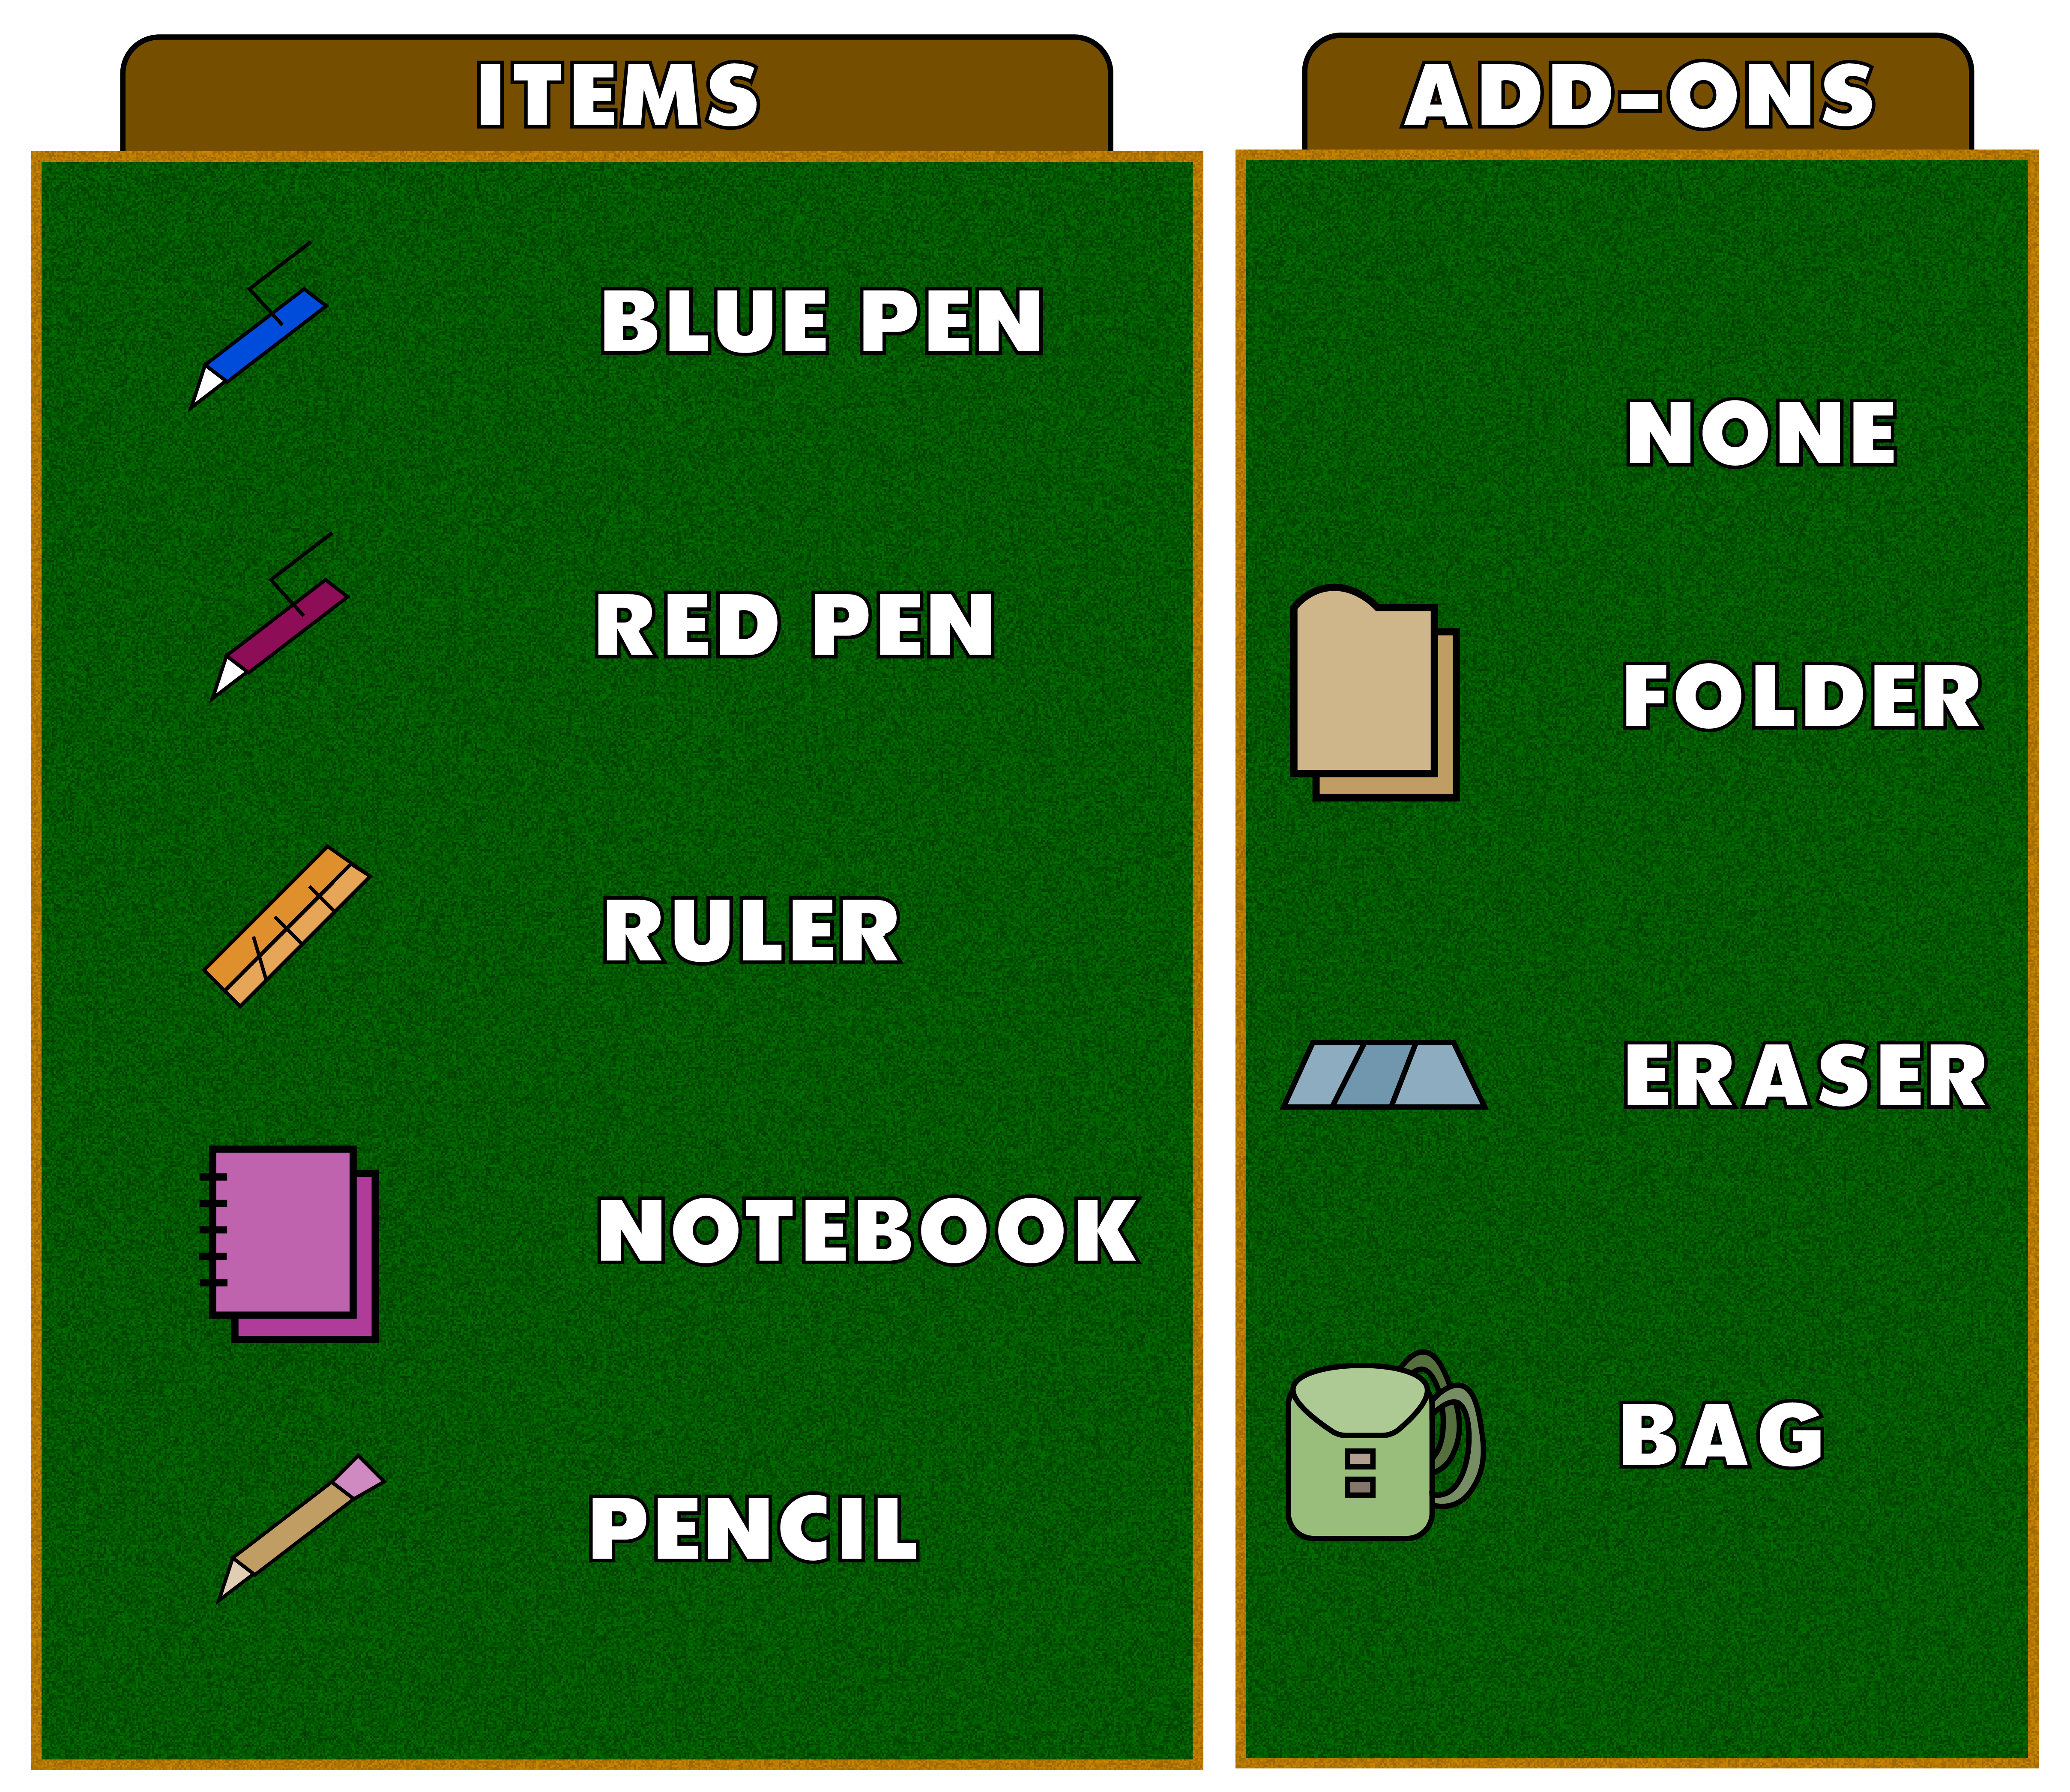 ITEMS
BLUE PEN
RED PEN
RULER
NOTEBOOK
PENCIL
ADD-ONS
NONE
FOLDER
ERASER
BAG